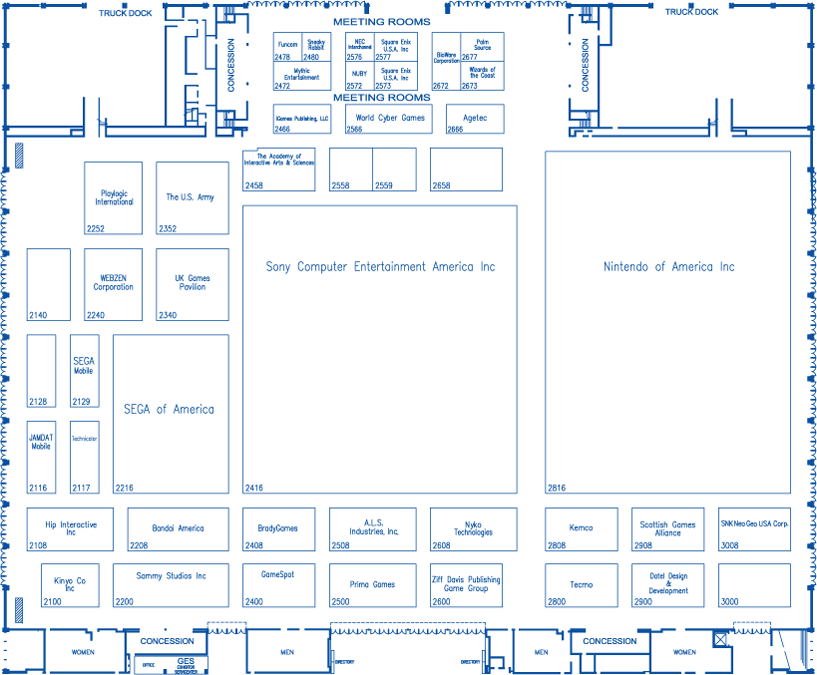 TRUCK DOCK
TRUCK DOCK
MEETING ROOMS
CONCESSION
CONCESSION
Funcom
2478
Sneaky
Rabbit
2480
NEC
Interchannel
2576
Square Enix
U.S.A. Inc
2577
BioWare
Corporation
2672
Palm
Source
2677
Mythic
Entertainment
2472
NUBY
2572
Square Enix
U.S.A. Inc
2573
Wizards of
the Coast
2673
MEETING ROOMS
iGames Publishing, LLC
2466
World Cyber Games
2566
Agetec
2666
The Academy of
Interactive Arts & Sciences
2458
2558
2559
2658
Playlogic
International
2252
The U.S. Army
2352
Sony Computer Entertainment America Inc
2416
Nintendo of America Inc
2816
2140
WEBZEN
Corporation
2240
UK Games
Pavilion
2340
2128
SEGA
Mobile
2129
SEGA of America
2216
JAMDAT
Mobile
2116
Technicolor
2117
Hip Interactive
Inc
2108
Bandai America
2208
BradyGames
2408
A.L.S.
Industries, Inc.
2508
Nyko
Technologies
2608
Kemco
2808
Scottish Games
Alliance
2908
SNK Neo Geo USA Corp.
3008
Kinyo Co
Inc
2100
Sammy Studios Inc
2200
GameSpot
2400
Prima Games
2500
Ziff Davis Publishing
Game Group
2600
Tecmo
2800
Datel Design
&
Development
2900
3000
WOMEN
CONCESSION
OFFICE
GES
EXHIBITOR
SERVICENTER
MEN
DIRECTORY
DIRECTORY
MEN
CONCESSION
WOMEN